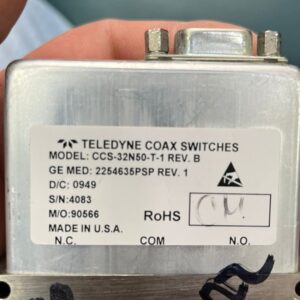 TELEDYNE COAX SWITCHES
MODEL: CCS-32N50-T-1 REV. B
GE MED: 2254635PSP REV. 1
D/C: 0949
S/N: 4083
M/O: 90566
RoHS
MADE IN U.S.A.
N.C. COM N.O.